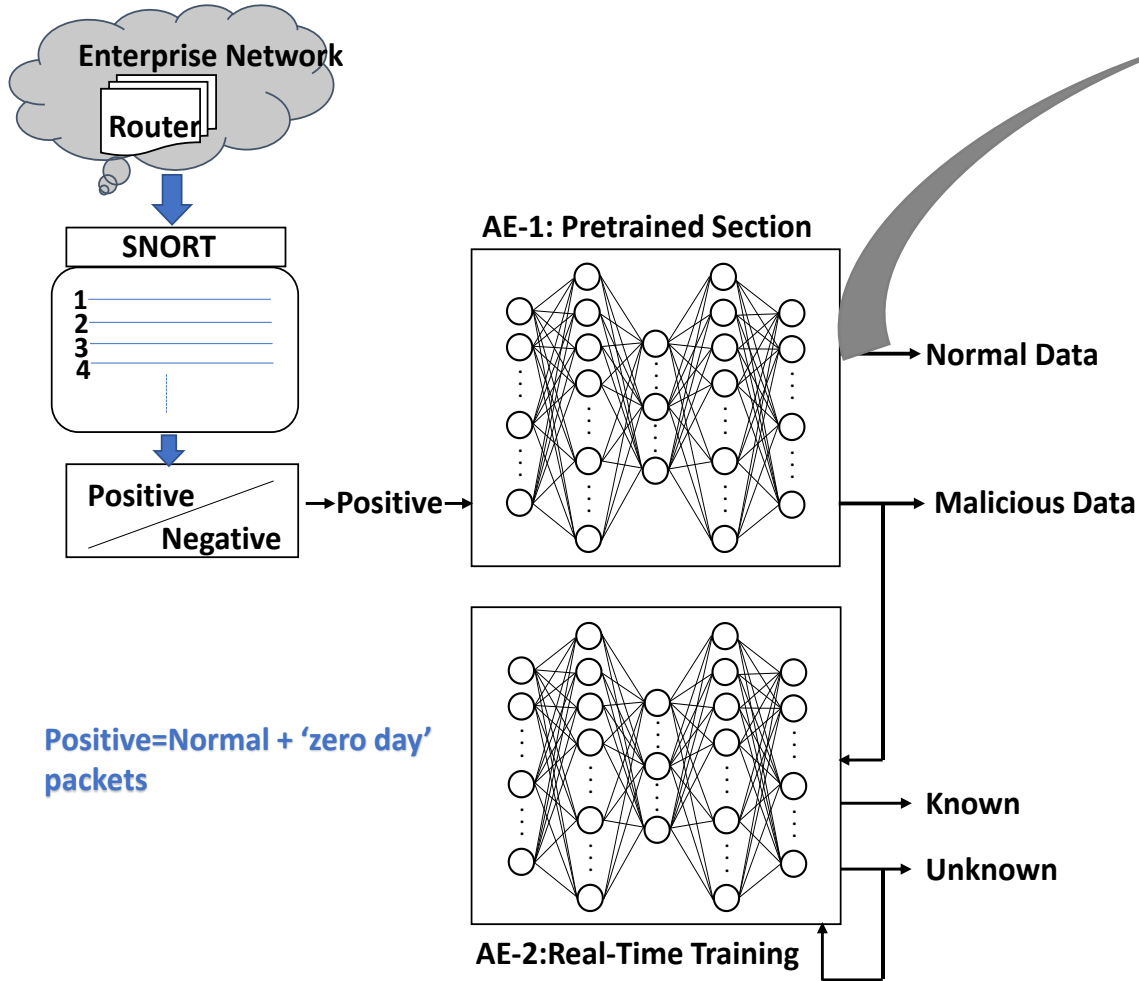 Enterprise Network
Router
SNORT
1
2
3
4
Positive
Negative
Positive
AE-1: Pretrained Section
Normal Data
Malicious Data
Positive=Normal + ‘zero day’
packets
Known
Unknown
AE-2:Real-Time Training